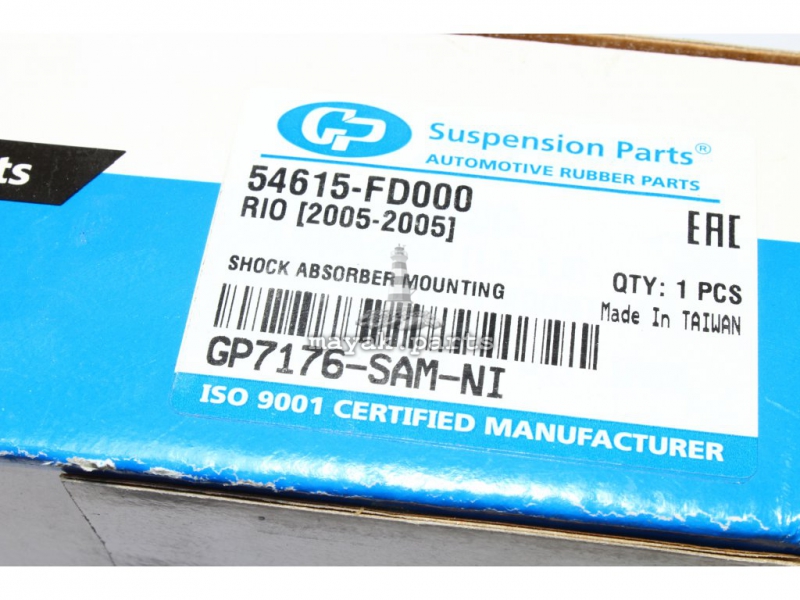 ts
GP
Suspension Parts®
AUTOMOTIVE RUBBER PARTS
54615-FD000
RIO [2005-2005]
EAC
SHOCK ABSORBER MOUNTING
QTY: 1 PCS
Made In TAIWAN
mayak.parts
GP7176-SAM-NI
ISO 9001 CERTIFIED MANUFACTURER